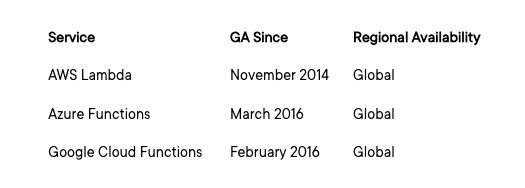 Service GA Since Regional Availability
AWS Lambda November 2014 Global
Azure Functions March 2016 Global
Google Cloud Functions February 2016 Global